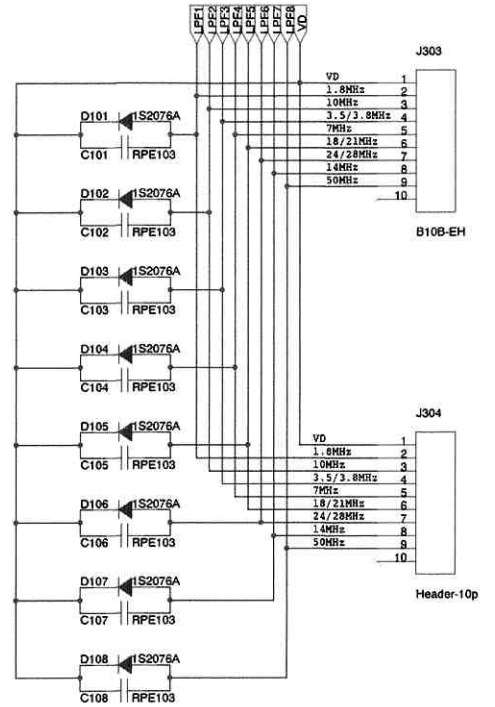 LPF1 LPF2 LPF3 LPF4 LPF5 LPF6 LPF7 LPF8 VD
J303
VD 1
1.8MHz 2
10MHz 3
3.5/3.8MHz 4
7MHz 5
18/21MHz 6
24/28MHz 7
14MHz 8
50MHz 9
10
B10B-EH
D101 1S2076A
C101 RPE103
D102 1S2076A
C102 RPE103
D103 1S2076A
C103 RPE103
D104 1S2076A
C104 RPE103
D105 1S2076A
C105 RPE103
D106 1S2076A
C106 RPE103
D107 1S2076A
C107 RPE103
D108 1S2076A
C108 RPE103
J304
VD 1
1.8MHz 2
10MHz 3
3.5/3.8MHz 4
7MHz 5
18/21MHz 6
24/28MHz 7
14MHz 8
50MHz 9
10
Header-10p